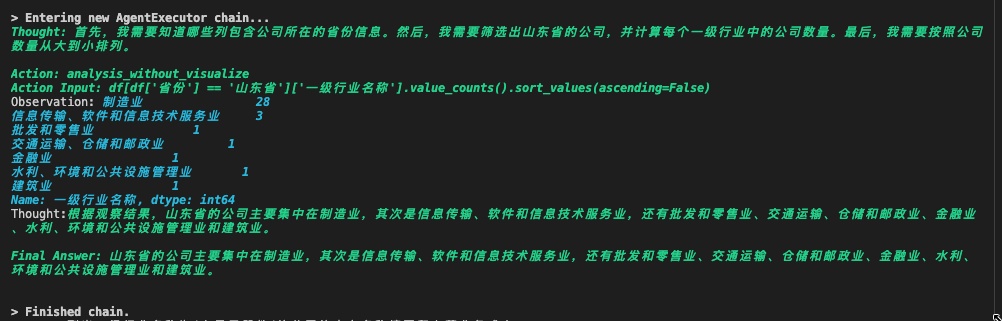 > Entering new AgentExecutor chain...
Thought: 首先，我需要知道哪些列包含公司所在的省份信息。然后，我需要筛选出山东省的公司，并计算每个一级行业中的公司数量。最后，我需要按照公司
数量从大到小排列。
Action: analysis_without_visualize
Action Input: df[df['省份'] == '山东省']['一级行业名称'].value_counts().sort_values(ascending=False)
Observation: 制造业 28
信息传输、软件和信息技术服务业 3
批发和零售业 1
交通运输、仓储和邮政业 1
金融业 1
水利、环境和公共设施管理业 1
建筑业 1
Name: 一级行业名称, dtype: int64
Thought:根据观察结果，山东省的公司主要集中在制造业，其次是信息传输、软件和信息技术服务业，还有批发和零售业、交通运输、仓储和邮政业、金融业
、水利、环境和公共设施管理业和建筑业。
Final Answer: 山东省的公司主要集中在制造业，其次是信息传输、软件和信息技术服务业，还有批发和零售业、交通运输、仓储和邮政业、金融业、水利、
环境和公共设施管理业和建筑业。
> Finished chain.